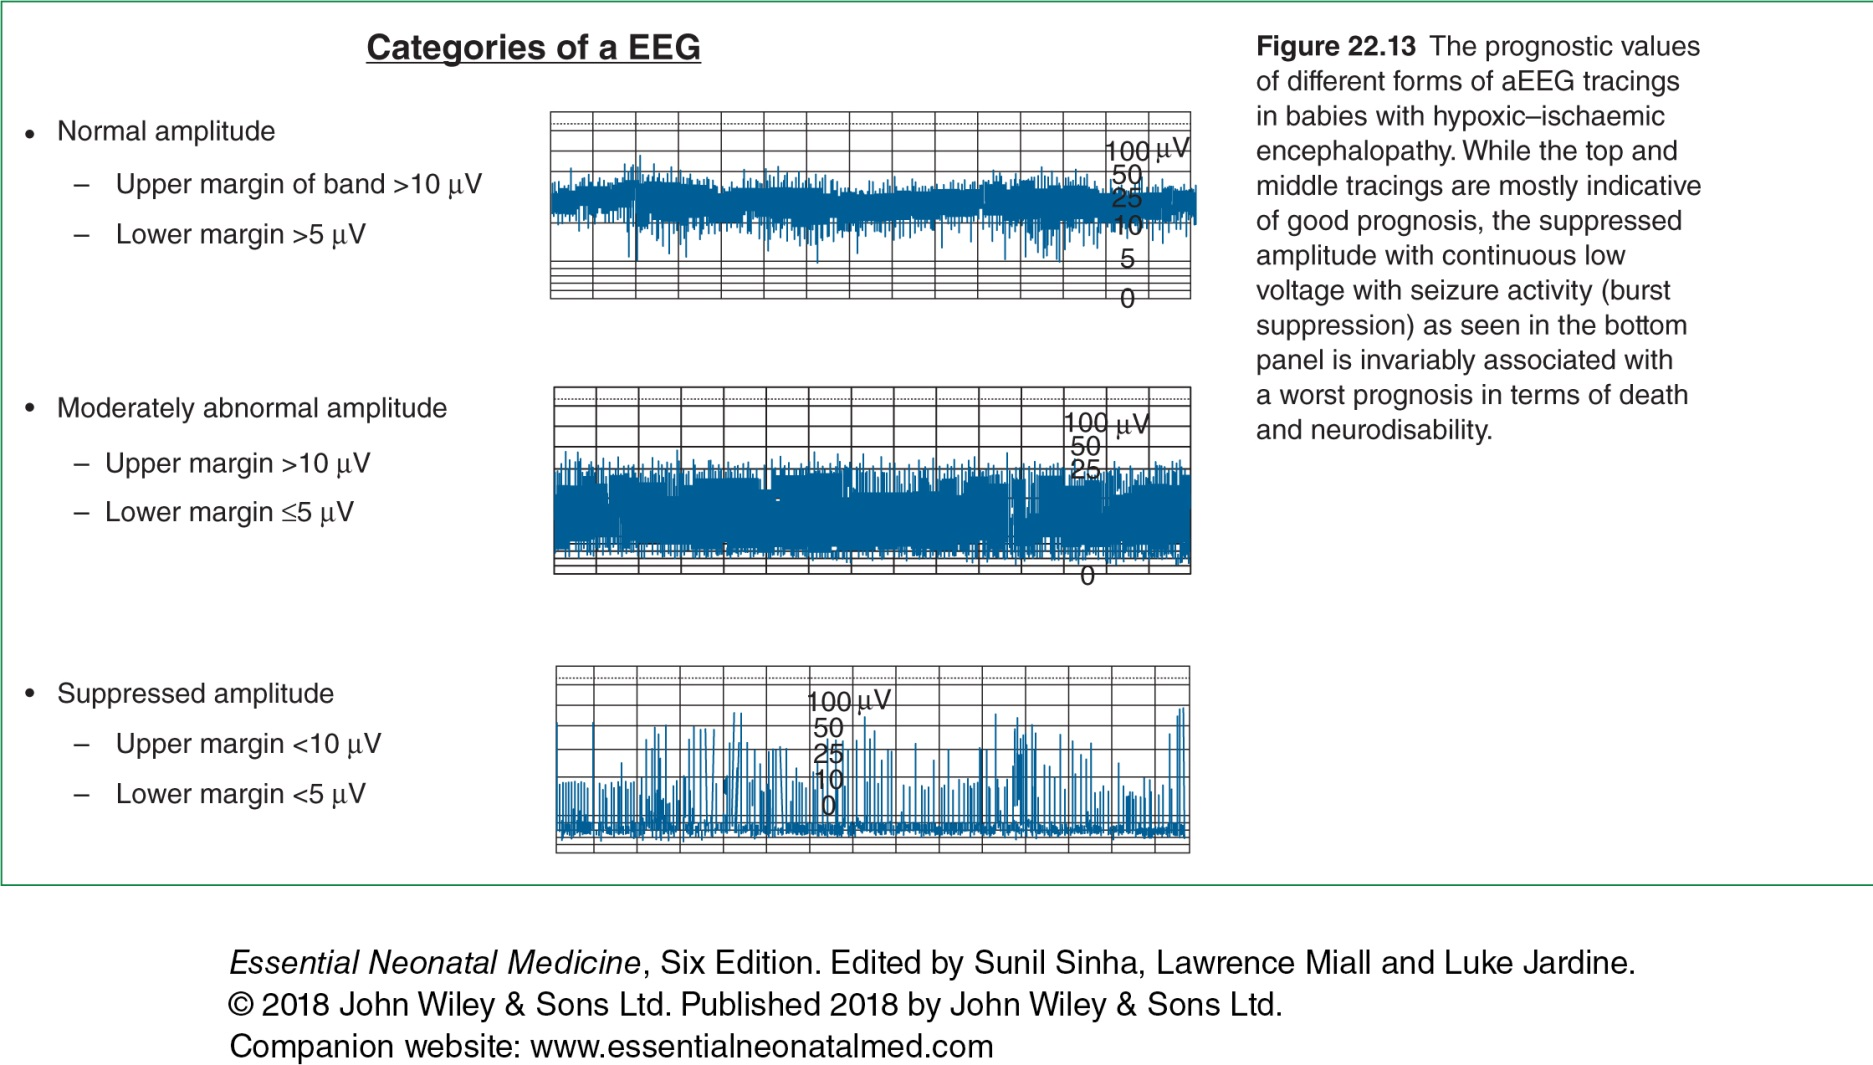 Categories of a EEG
• Normal amplitude
– Upper margin of band >10 μV
– Lower margin >5 μV
100 μV
50
25
10
5
0
• Moderately abnormal amplitude
– Upper margin >10 μV
– Lower margin ≤5 μV
100 μV
50
25
0
• Suppressed amplitude
– Upper margin <10 μV
– Lower margin <5 μV
100 μV
50
25
10
0
Figure 22.13 The prognostic values
of different forms of aEEG tracings
in babies with hypoxic–ischaemic
encephalopathy. While the top and
middle tracings are mostly indicative
of good prognosis, the suppressed
amplitude with continuous low
voltage with seizure activity (burst
suppression) as seen in the bottom
panel is invariably associated with
a worst prognosis in terms of death
and neurodisability.
Essential Neonatal Medicine, Six Edition. Edited by Sunil Sinha, Lawrence Miall and Luke Jardine.
© 2018 John Wiley & Sons Ltd. Published 2018 by John Wiley & Sons Ltd.
Companion website: www.essentialneonatalmed.com